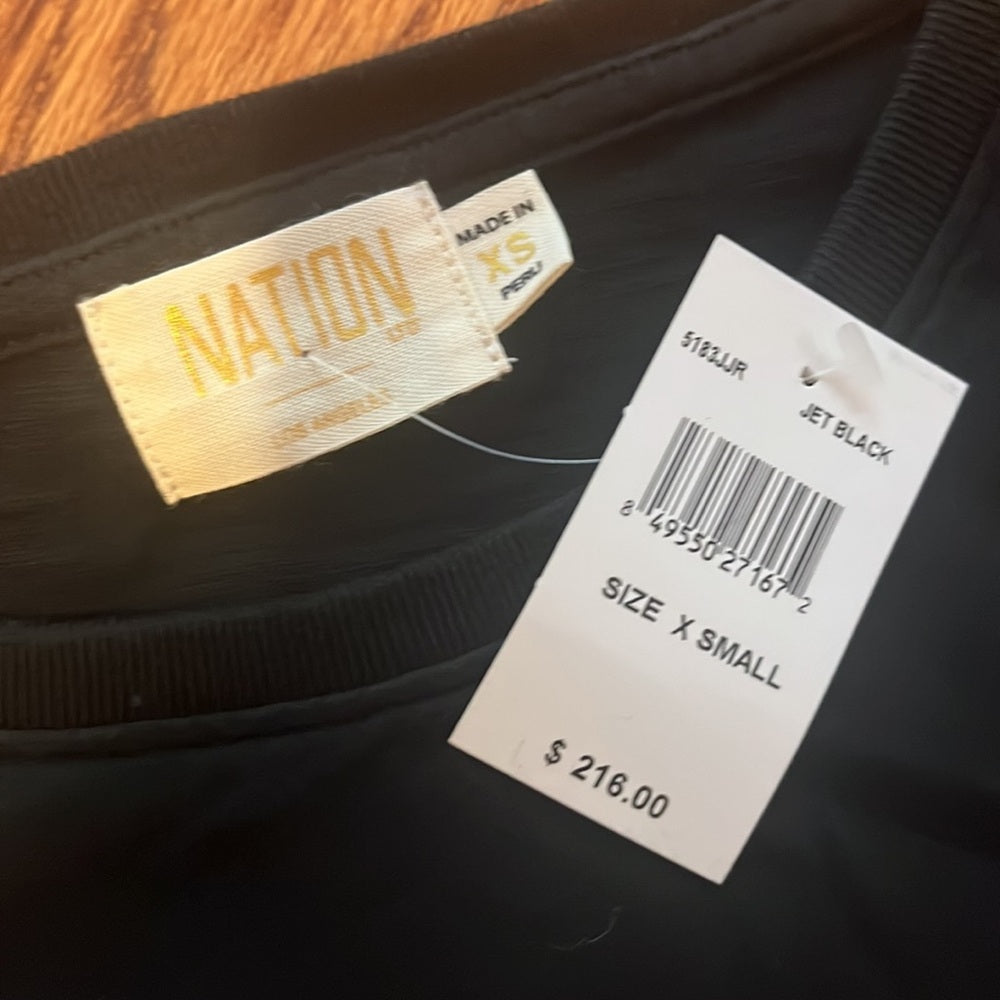 NATION
LTD
LOS ANGELES
MADE IN
XS
PERU
5183JJR
JET BLACK
8 49550 27167 2
SIZE X SMALL
$ 216.00